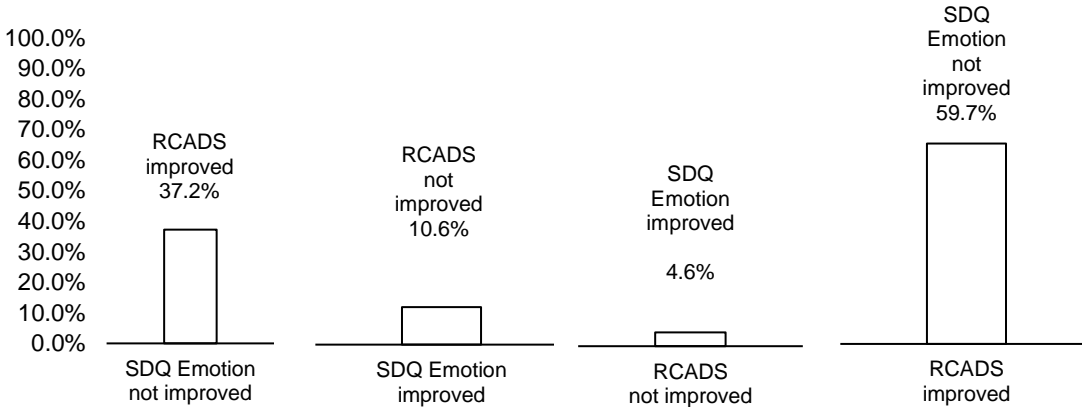 100.0%
90.0%
80.0%
70.0%
60.0%
50.0%
40.0%
30.0%
20.0%
10.0%
0.0%
RCADS
improved
37.2%
SDQ Emotion
not improved
RCADS
not
improved
10.6%
SDQ Emotion
improved
SDQ
Emotion
improved
4.6%
RCADS
not improved
SDQ
Emotion
not
improved
59.7%
RCADS
improved